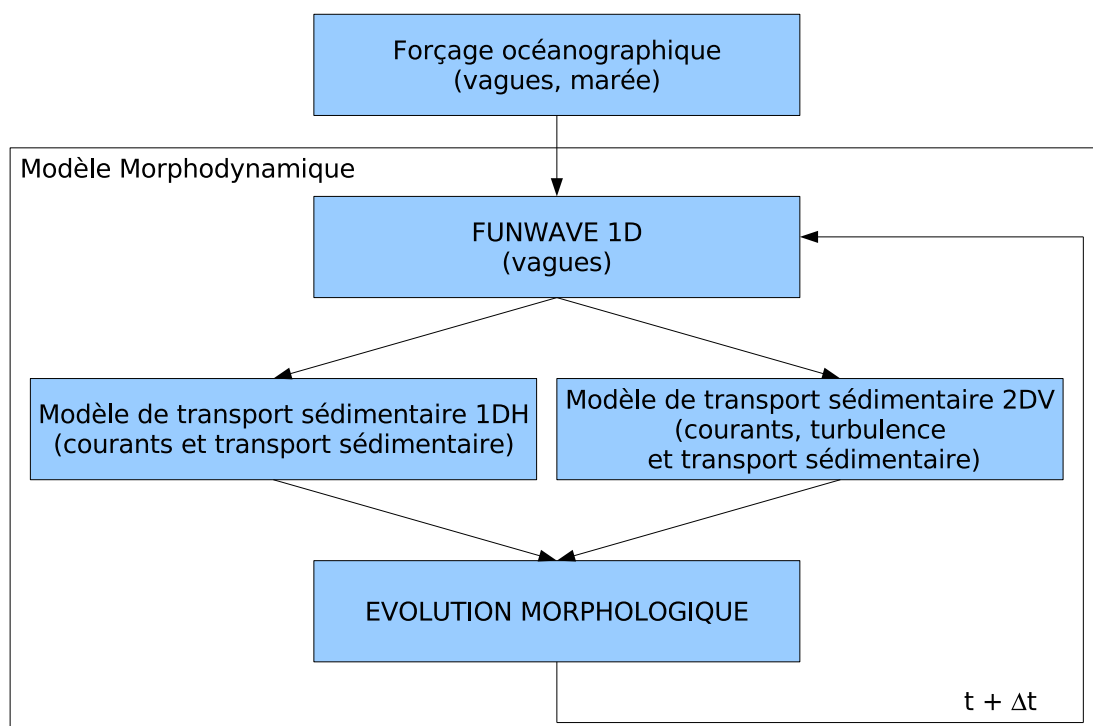 Forçage océanographique
(vagues, marée)
Modèle Morphodynamique
FUNWAVE 1D
(vagues)
Modèle de transport sédimentaire 1DH
(courants et transport sédimentaire)
Modèle de transport sédimentaire 2DV
(courants, turbulence
et transport sédimentaire)
EVOLUTION MORPHOLOGIQUE
t + Δt